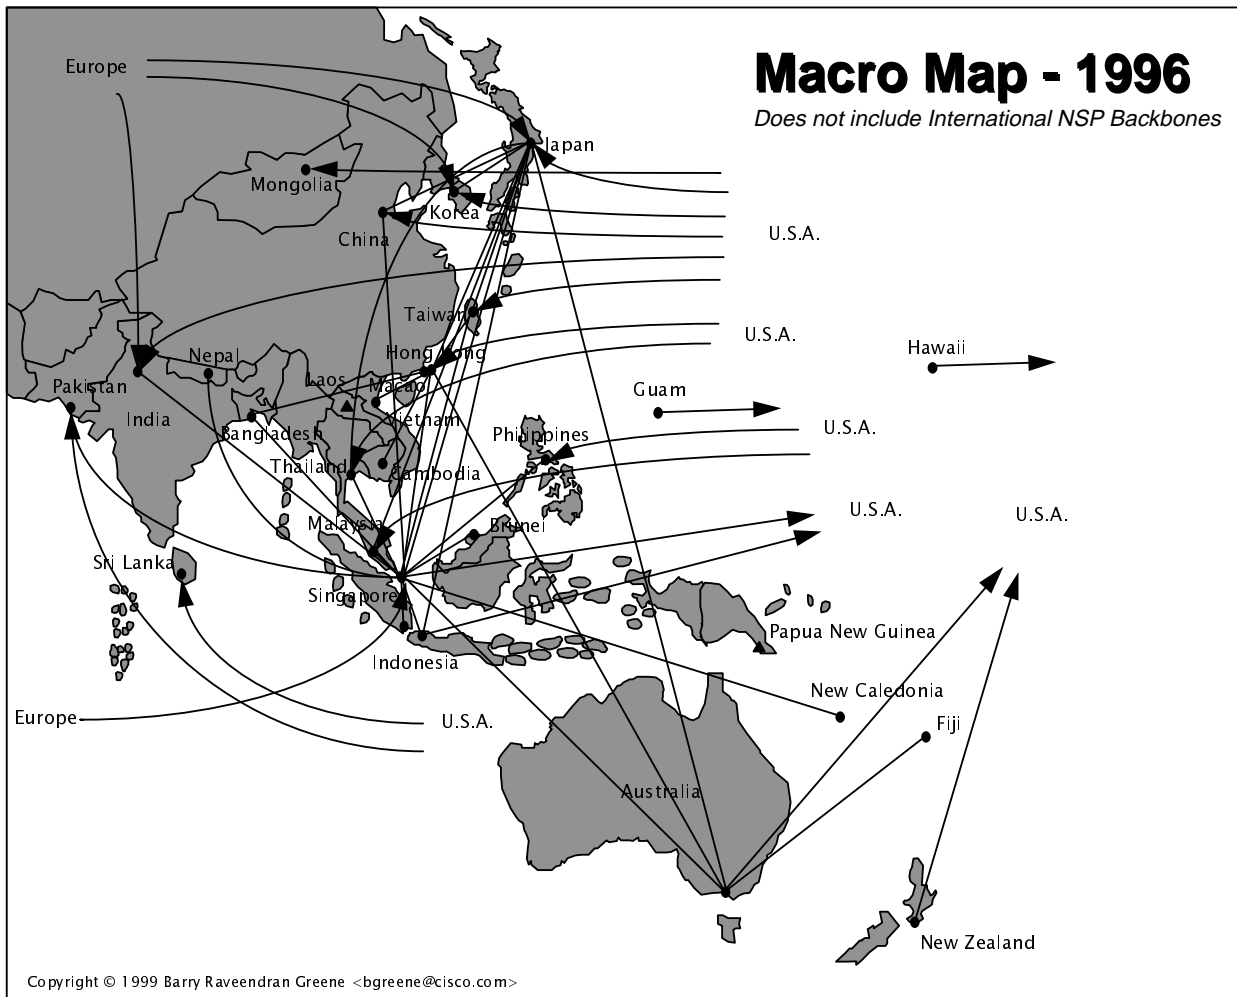 Macro Map - 1996
Does not include International NSP Backbones
Europe
Japan
Mongolia
Korea
China
U.S.A.
Taiwan
U.S.A.
Hong Kong
Hawaii
Nepal
Laos
Macao
Pakistan
Guam
India
Vietnam
U.S.A.
Bangladesh
Philippines
Thailand
Cambodia
U.S.A.
U.S.A.
Malaysia
Brunei
Sri Lanka
Singapore
Papua New Guinea
Indonesia
New Caledonia
Europe
U.S.A.
Fiji
Australia
New Zealand
Copyright © 1999 Barry Raveendran Greene <bgreene@cisco.com>